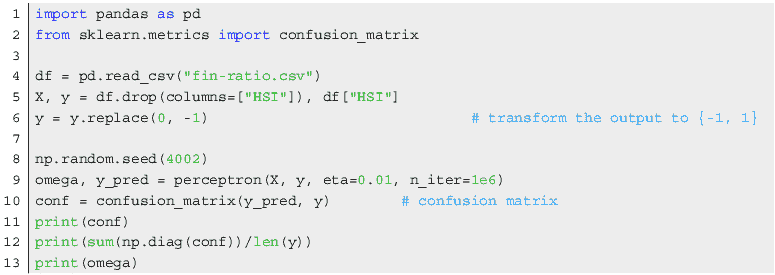 1 import pandas as pd
2 from sklearn.metrics import confusion_matrix
3
4 df = pd.read_csv("fin-ratio.csv")
5 X, y = df.drop(columns=["HSI"]), df["HSI"]
6 y = y.replace(0, -1) # transform the output to {-1, 1}
7
8 np.random.seed(4002)
9 omega, y_pred = perceptron(X, y, eta=0.01, n_iter=1e6)
10 conf = confusion_matrix(y_pred, y) # confusion matrix
11 print(conf)
12 print(sum(np.diag(conf))/len(y))
13 print(omega)